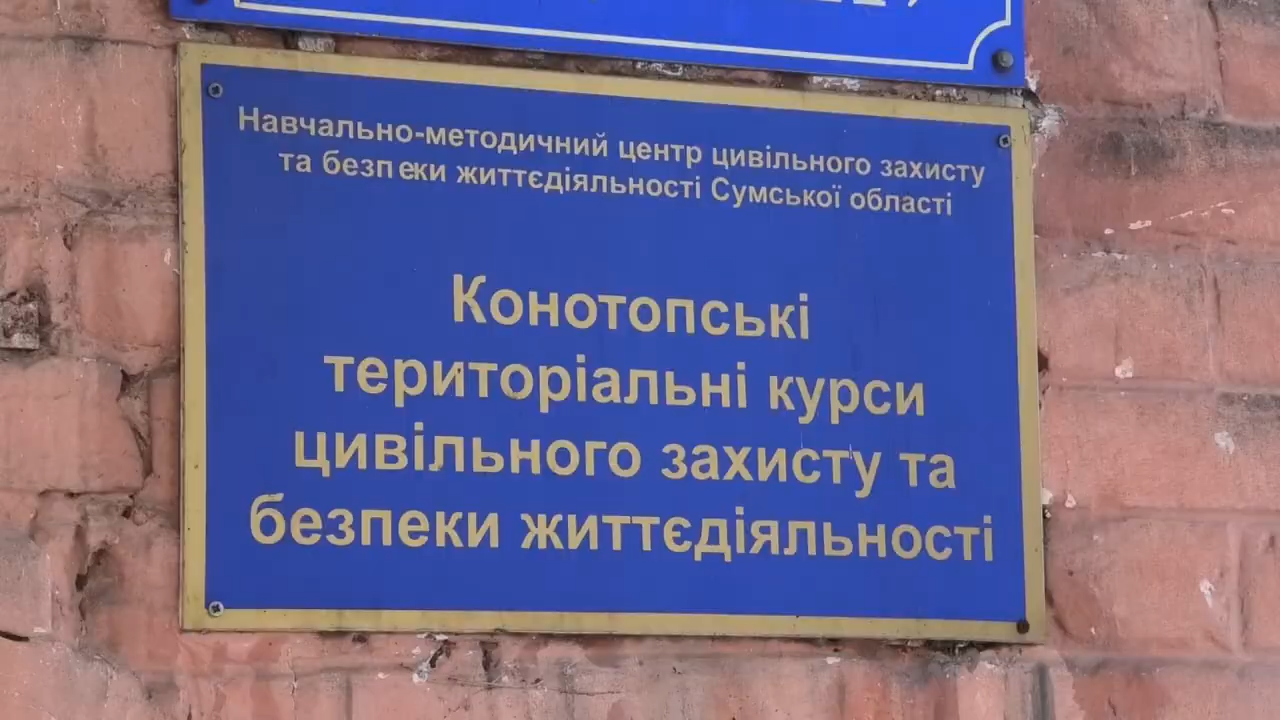 Навчально-методичний центр цивільного захисту
та безпеки життєдіяльності Сумської області
Конотопські
територіальні курси
цивільного захисту та
безпеки життєдіяльності